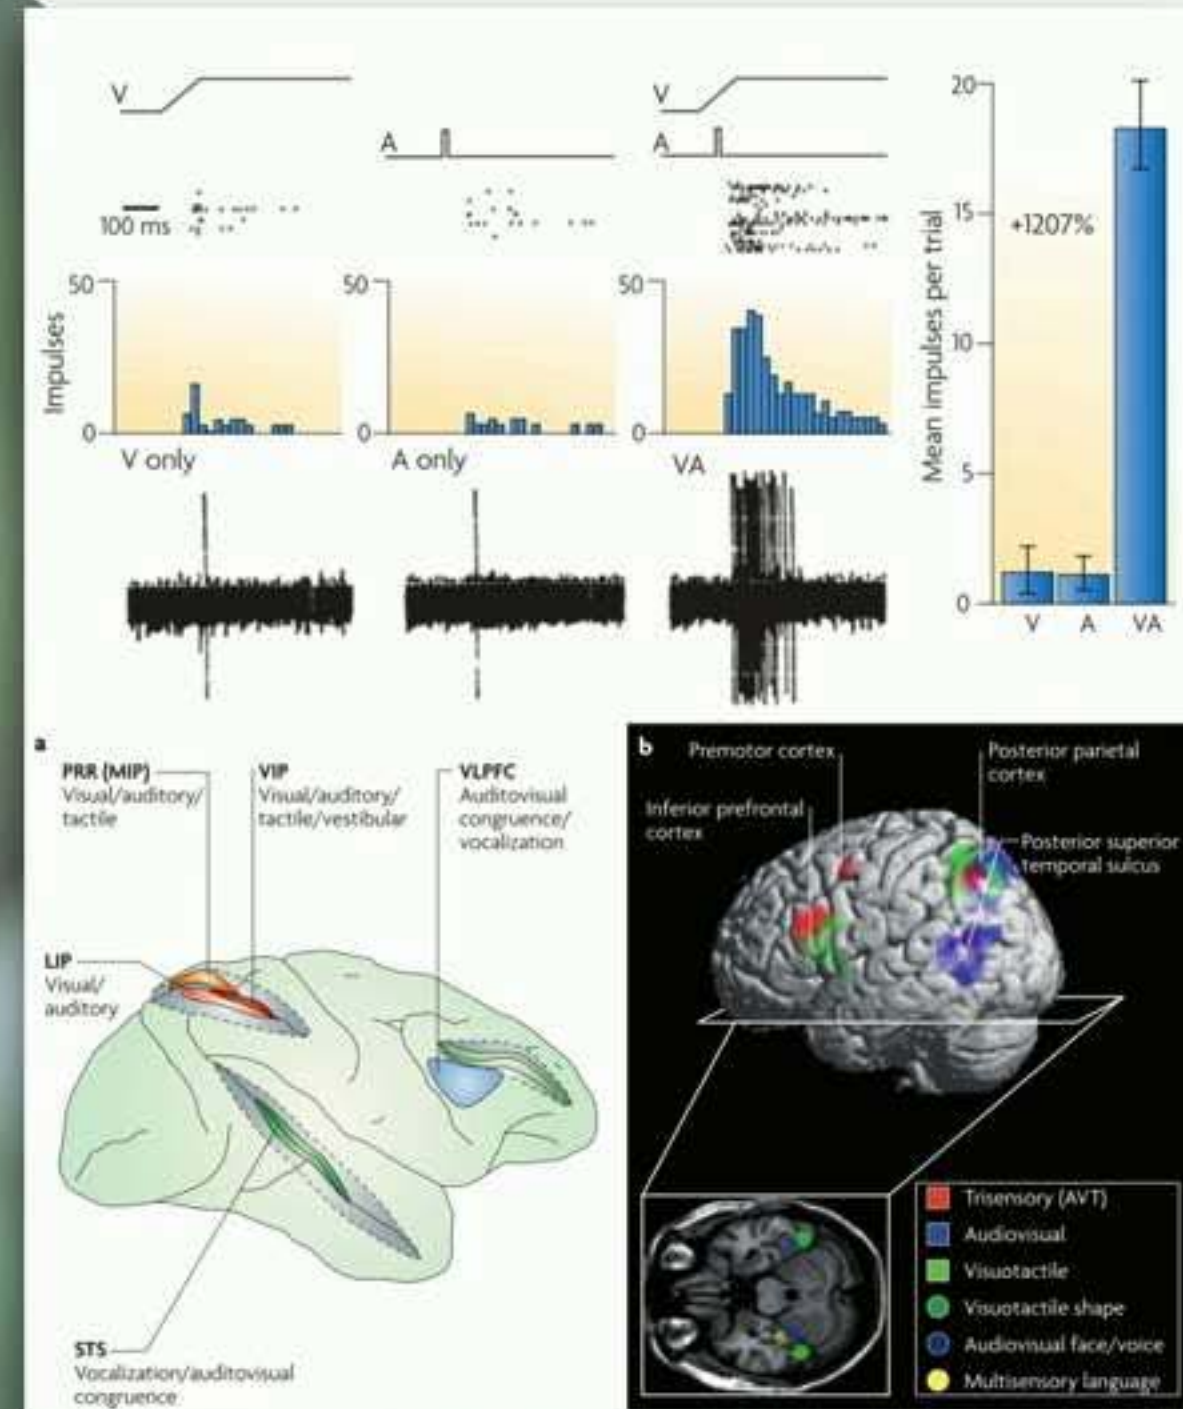 V
A
V
A
100 ms
Impulses
50
0
50
0
50
0
V only
A only
VA
Mean impulses per trial
20
15
10
5
0
+1207%
V
A
VA
a
PRR (MIP)
Visual/auditory/
tactile
VIP
Visual/auditory/
tactile/vestibular
VLPFC
Auditovisual
congruence/
vocalization
LIP
Visual/
auditory
STS
Vocalization/auditovisual
congruence
b
Premotor cortex
Posterior parietal
cortex
Inferior prefrontal
cortex
Posterior superior
temporal sulcus
Trisensory (AVT)
Audiovisual
Visuotactile
Visuotactile shape
Audiovisual face/voice
Multisensory language